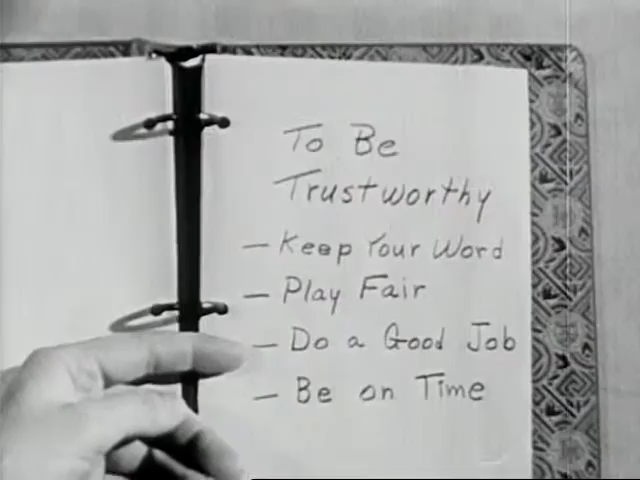 To Be
Trustworthy
— Keep Your Word
— Play Fair
— Do a Good Job
— Be on Time